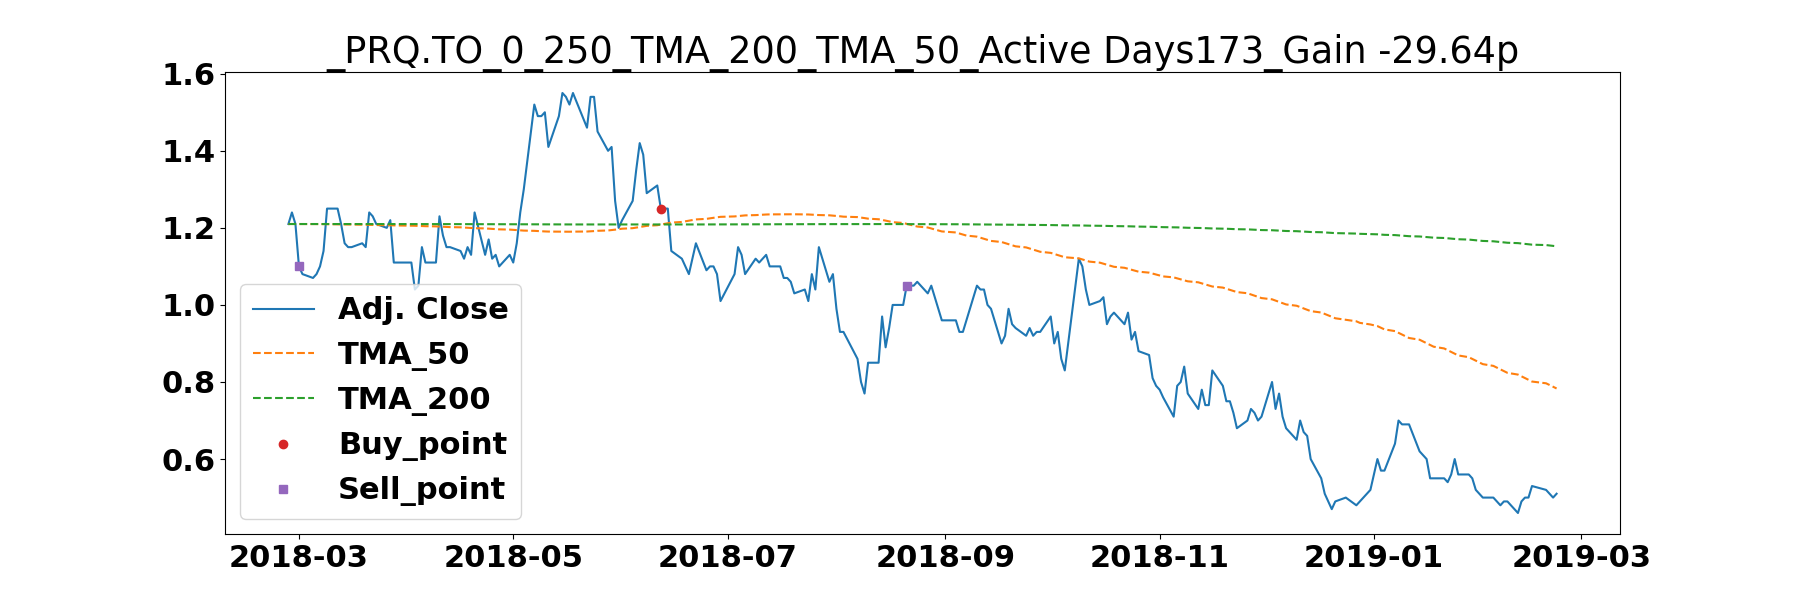 _PRQ.TO_0_250_TMA_200_TMA_50_Active Days173_Gain -29.64p
1.6
1.4
1.2
1.0
0.8
0.6
Adj. Close
TMA_50
TMA_200
Buy_point
Sell_point
2018-03 2018-05 2018-07 2018-09 2018-11 2019-01 2019-03